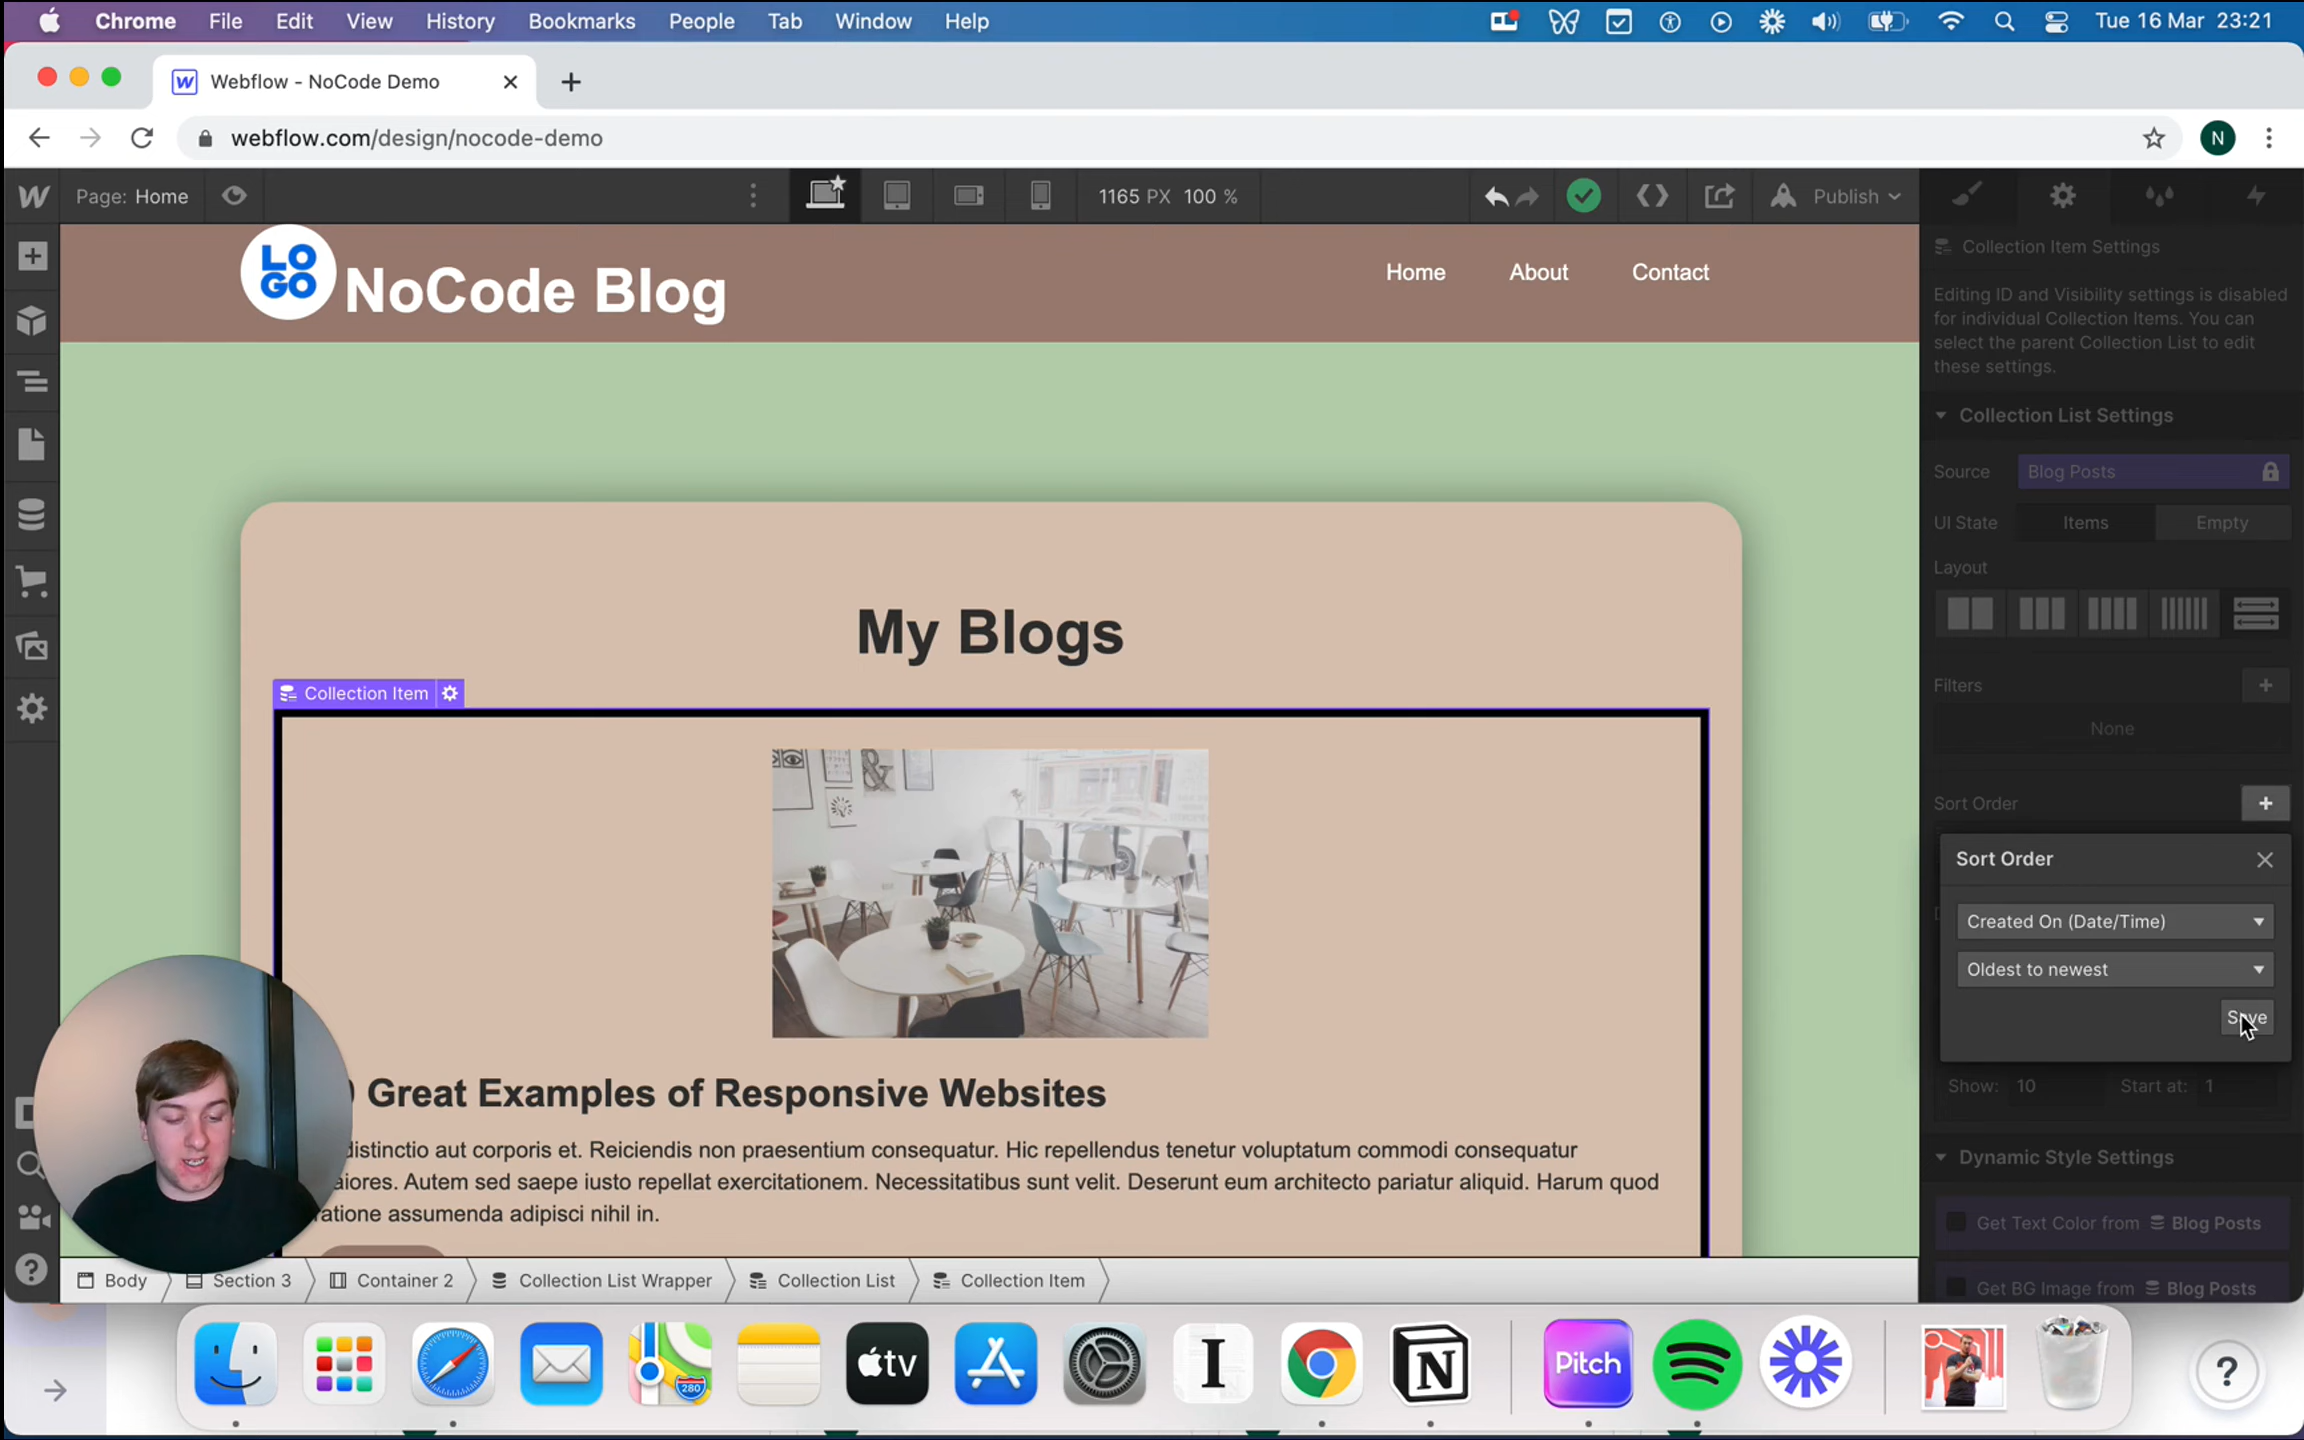 Chrome File Edit View History Bookmarks People Tab Window Help Tue 16 Mar 23:21
Webflow - NoCode Demo
webflow.com/design/nocode-demo N
Page: Home 1165 PX 100 % Publish
LO
GO
NoCode Blog Home About Contact
Collection Item Settings
Editing ID and Visibility settings is disabled
for individual Collection Items. You can
select the parent Collection List to edit
these settings.
Collection List Settings
Source Blog Posts
UI State Items Empty
Layout
Filters
None
Sort Order
My Blogs
Collection Item
Sort Order
Created On (Date/Time)
Oldest to newest
Save
Show: 10 Start at: 1
Great Examples of Responsive Websites
distinctio aut corporis et. Reiciendis non praesentium consequatur. Hic repellendus tenetur voluptatum commodi consequatur
Autem sed saepe iusto repellat exercitationem. Necessitatibus sunt velit. Deserunt eum architecto pariatur aliquid. Harum quod
ratione assumenda adipisci nihil in.
Dynamic Style Settings
Get Text Color from Blog Posts
Get BG Image from Blog Posts
Body Section 3 Container 2 Collection List Wrapper Collection List Collection Item
280
tv
I
N
Pitch
?